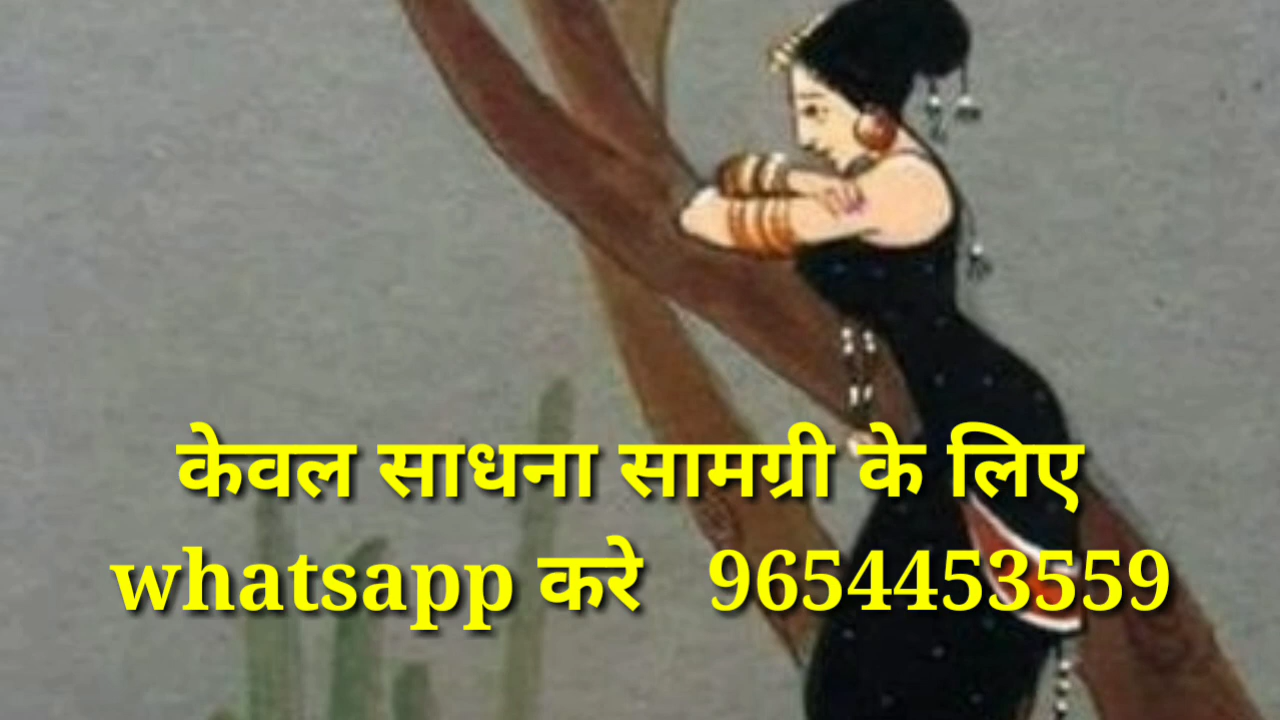 केवल साधना सामग्री के लिए
whatsapp करे 9654453559